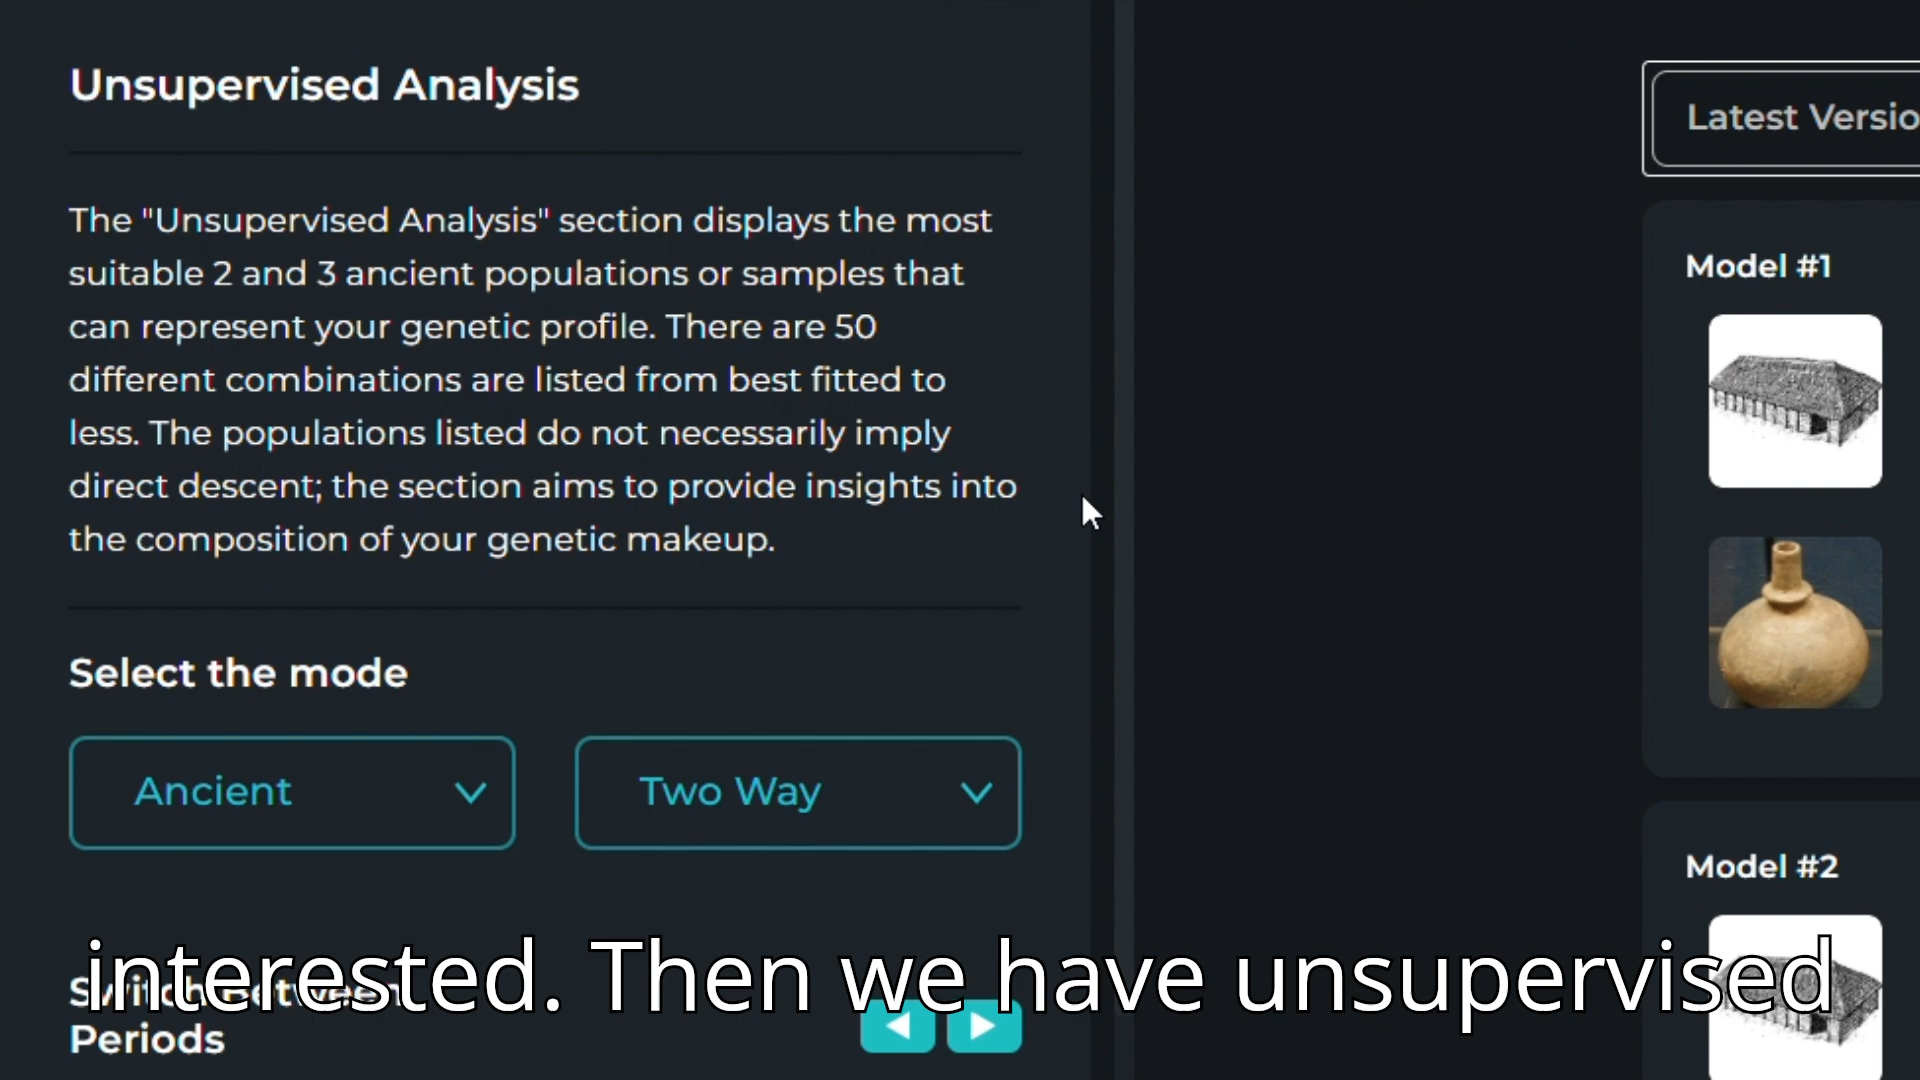 Unsupervised Analysis
The "Unsupervised Analysis" section displays the most
suitable 2 and 3 ancient populations or samples that
can represent your genetic profile. There are 50
different combinations are listed from best fitted to
less. The populations listed do not necessarily imply
direct descent; the section aims to provide insights into
the composition of your genetic makeup.
Select the mode
Ancient
Two Way
Switch Between
Periods
Latest Versio
Model #1
Model #2
interested. Then we have unsupervised